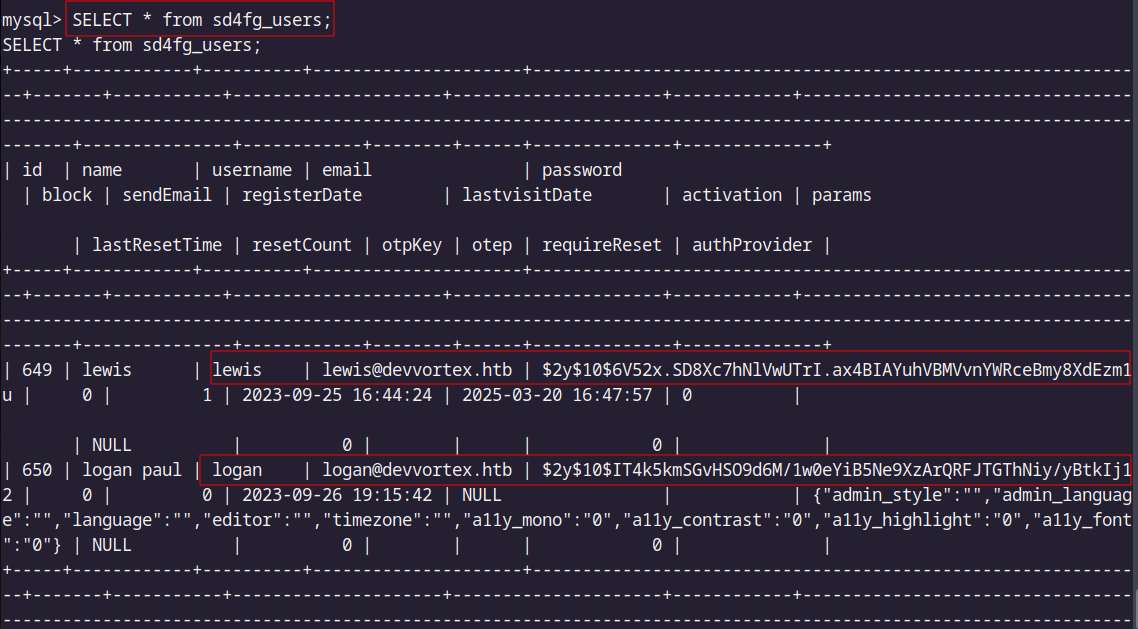 mysql> SELECT * from sd4fg_users;
SELECT * from sd4fg_users;
+-----+------------+----------+---------------------+------------------------------------------------------------
--+-------+-----------+---------------------+---------------------+------------+---------------------------------
-----------------------------------------------------------------------------------------------------------------
-------+---------------+------------+--------+------+--------------+--------------+
| id  | name       | username | email               | password
  | block | sendEmail | registerDate        | lastvisitDate       | activation | params
       | lastResetTime | resetCount | otpKey | otep | requireReset | authProvider |
+-----+------------+----------+---------------------+------------------------------------------------------------
--+-------+-----------+---------------------+---------------------+------------+---------------------------------
-----------------------------------------------------------------------------------------------------------------
-------+---------------+------------+--------+------+--------------+--------------+
| 649 | lewis      | lewis    | lewis@devvortex.htb | $2y$10$6V52x.SD8Xc7hNlVwUTrI.ax4BIAYuhVBMVvnYWRceBmy8XdEzm1
u |     0 |         1 | 2023-09-25 16:44:24 | 2025-03-20 16:47:57 | 0          |
       | NULL          |          0 |        |      |            0 |              |
| 650 | logan paul | logan    | logan@devvortex.htb | $2y$10$IT4k5kmSGvHSO9d6M/1w0eYiB5Ne9XzArQRFJTGThNiy/yBtkIj12
2 |     0 |         0 | 2023-09-26 19:15:42 | NULL                |            | {"admin_style":"","admin_languag
e":"","language":"","editor":"","timezone":"","a11y_mono":"0","a11y_contrast":"0","a11y_highlight":"0","a11y_font
":"0"} | NULL          |          0 |        |      |            0 |              |
+-----+------------+----------+---------------------+------------------------------------------------------------
--+-------+-----------+---------------------+---------------------+------------+---------------------------------
-----------------------------------------------------------------------------------------------------------------